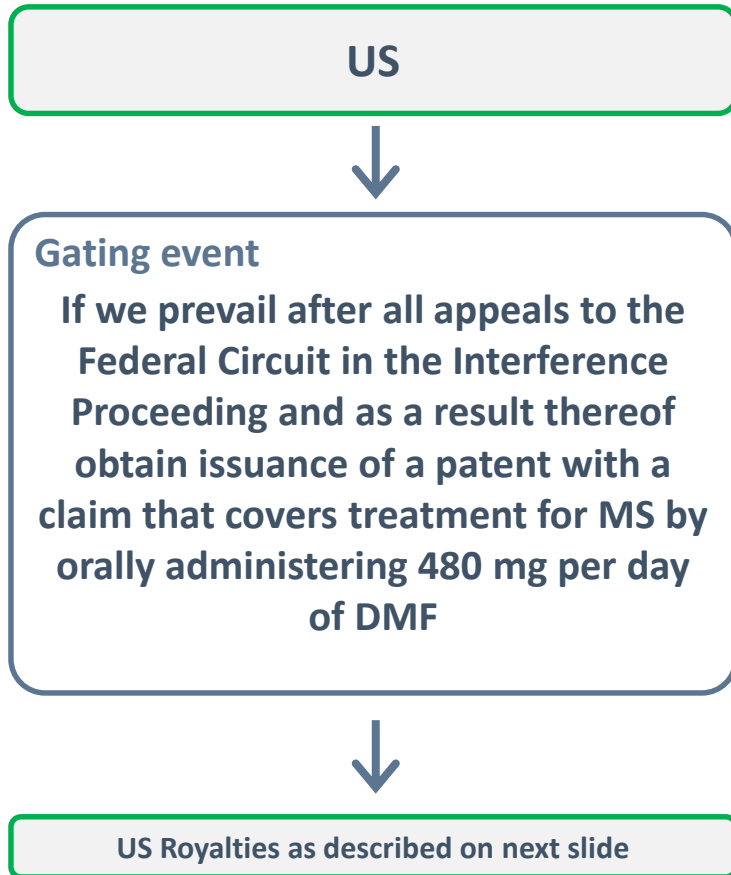 US
Gating event
If we prevail after all appeals to the
Federal Circuit in the Interference
Proceeding and as a result thereof
obtain issuance of a patent with a
claim that covers treatment for MS by
orally administering 480 mg per day
of DMF
US Royalties as described on next slide